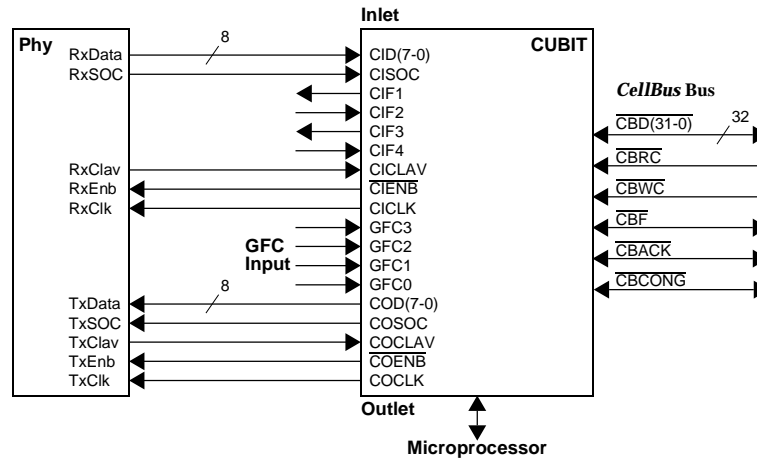 Inlet
Phy
CUBIT
RxData
8
CID(7-0)
RxSOC
CISOC
CIF1
CIF2
CIF3
CIF4
RxClav
CICLAV
RxEnb
CIENB
RxClk
CICLK
GFC Input
GFC3
GFC2
GFC1
GFC0
TxData
8
COD(7-0)
TxSOC
COSOC
TxClav
COCLAV
TxEnb
COENB
TxClk
COCLK
CellBus Bus
CBD(31-0)
32
CBRC
CBWC
CBF
CBACK
CBCONG
Outlet
Microprocessor